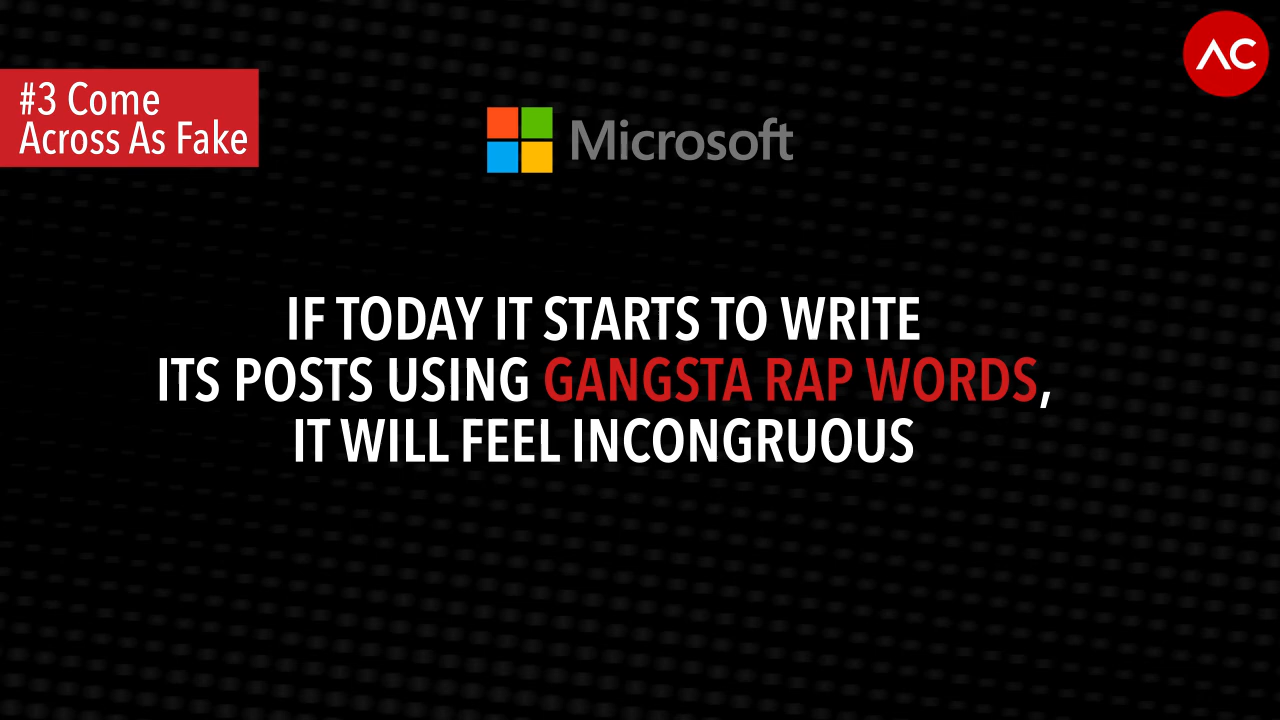 #3 Come
Across As Fake
AC
Microsoft
IF TODAY IT STARTS TO WRITE
ITS POSTS USING GANGSTA RAP WORDS,
IT WILL FEEL INCONGRUOUS